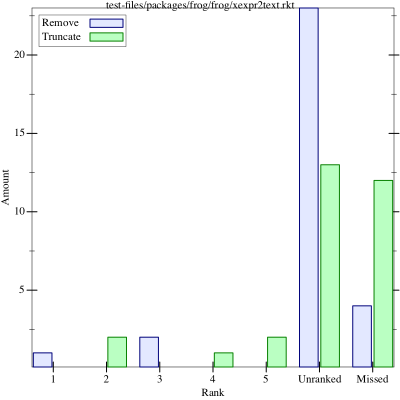 test-files/packages/frog/frog/xexpr2text.rkt
Remove
Truncate
20
15
10
5
Amount
1 2 3 4 5 Unranked Missed
Rank